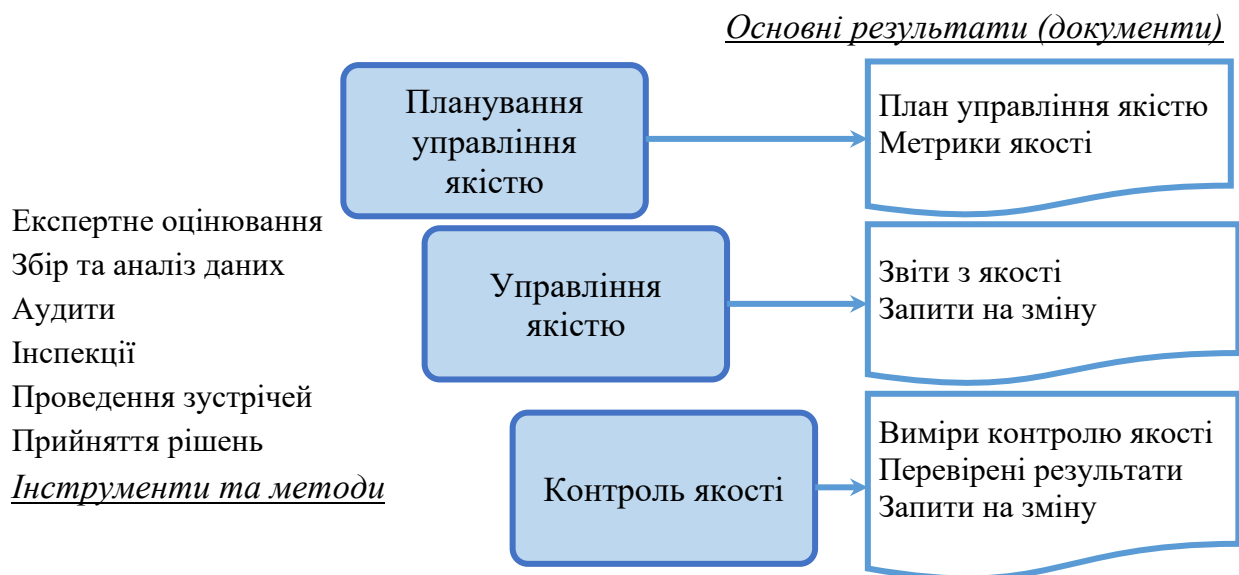 Основні результати (документи)
Планування
управління
якістю
План управління якістю
Метрики якості
Експертне оцінювання
Збір та аналіз даних
Аудити
Інспекції
Проведення зустрічей
Прийняття рішень
Інструменти та методи
Управління
якістю
Звіти з якості
Запити на зміну
Контроль якості
Виміри контролю якості
Перевірені результати
Запити на зміну